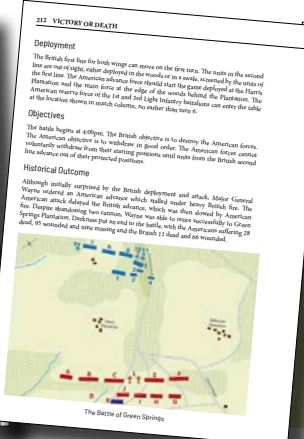 212 VICTORY OR DEATH
Deployment
The British first line for both wings can move on the first turn. The units in the second
line are out of sight, either deployed in the woods or in a swale, screened by the units of
the first line. The American advance force should start the game deployed at the Harris
Plantation and the main force at the edge of the woods behind the Plantation. The
American reserve force of the 1st and 3rd Light Infantry battalions can enter the table
at the location shown in march column, no earlier than turn 6.
Objectives
The battle begins at 4:00pm. The British objective is to destroy the American forces.
The American objective is to withdraw in good order. The American forces cannot
voluntarily withdraw from their starting positions until units from the British second
line advance out of their protected positions.
Historical Outcome
Although initially surprised by the British deployment and attack, Major General
Wayne ordered an American advance which stalled under heavy British fire. The
American attack delayed the British advance, which was then slowed by American
fire. Despite abandoning two cannon, Wayne was able to retire successfully to Green
Springs Plantation. Darkness put an end to the battle, with the Americans suffering 28
dead, 95 wounded and nine missing and the British 11 dead and 66 wounded.
A B C L E F
D I H G
The Battle of Green Springs